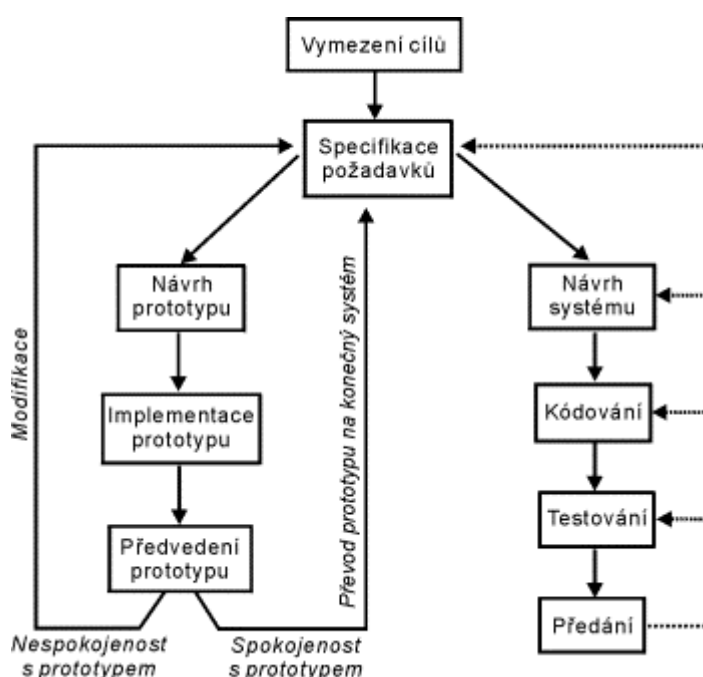 Vymezení cílů
Specifikace
požadavků
Návrh
prototypu
Implementace
prototypu
Předvedení
prototypu
Modifikace
Nespokojenost
s prototypem
Spokojenost
s prototypem
Převod prototypu na konečný systém
Návrh
systému
Kódování
Testování
Předání